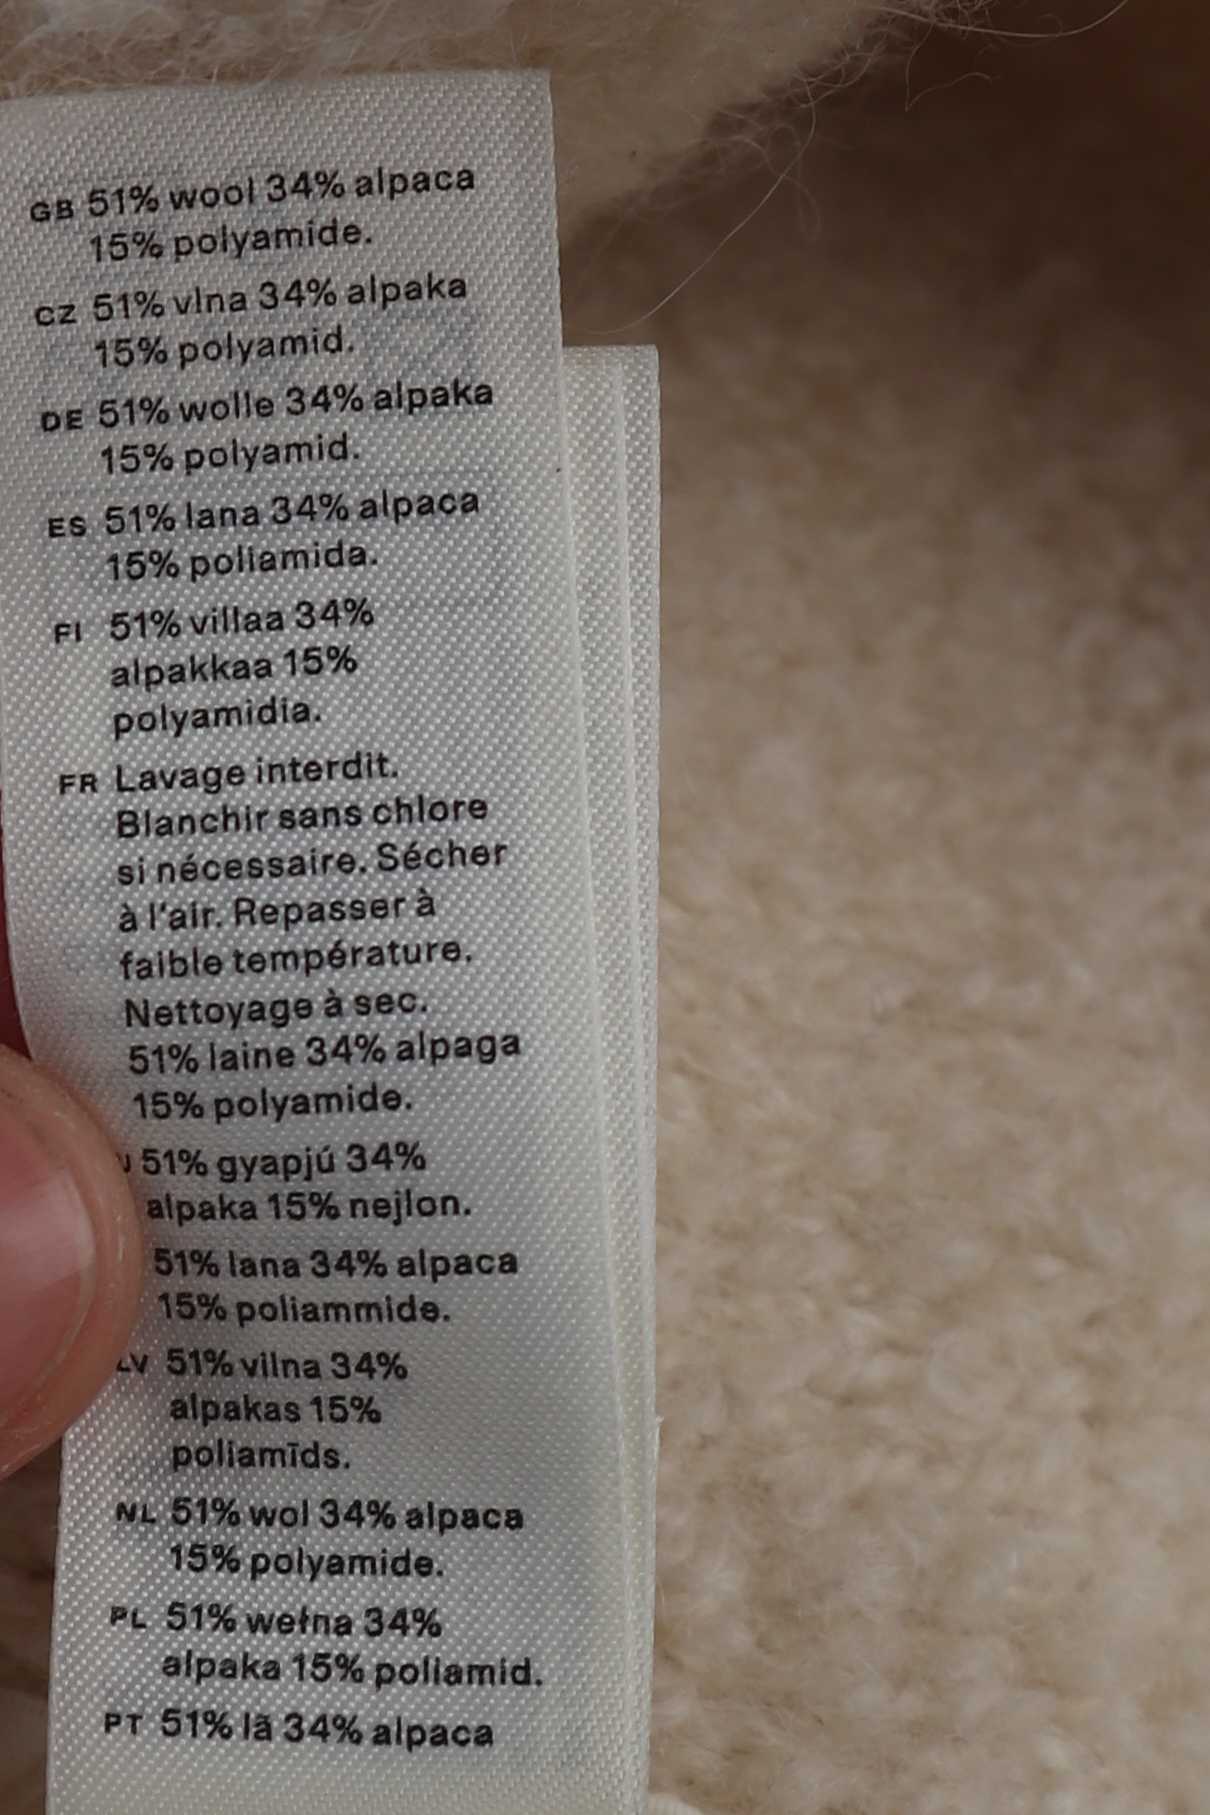 GB 51% wool 34% alpaca
15% polyamide.
CZ 51% vlna 34% alpaka
15% polyamid.
DE 51% wolle 34% alpaka
15% polyamid.
ES 51% lana 34% alpaca
15% poliamida.
FI 51% villaa 34%
alpakkaa 15%
polyamidia.
FR Lavage interdit.
Blanchir sans chlore
si nécessaire. Sécher
à l'air. Repasser à
faible température.
Nettoyage à sec.
51% laine 34% alpaga
15% polyamide.
51% gyapjú 34%
alpaka 15% nejlon.
51% lana 34% alpaca
15% poliammide.
LV 51% vilna 34%
alpakas 15%
poliamīds.
NL 51% wol 34% alpaca
15% polyamide.
PL 51% wełna 34%
alpaka 15% poliamid.
PT 51% lã 34% alpaca